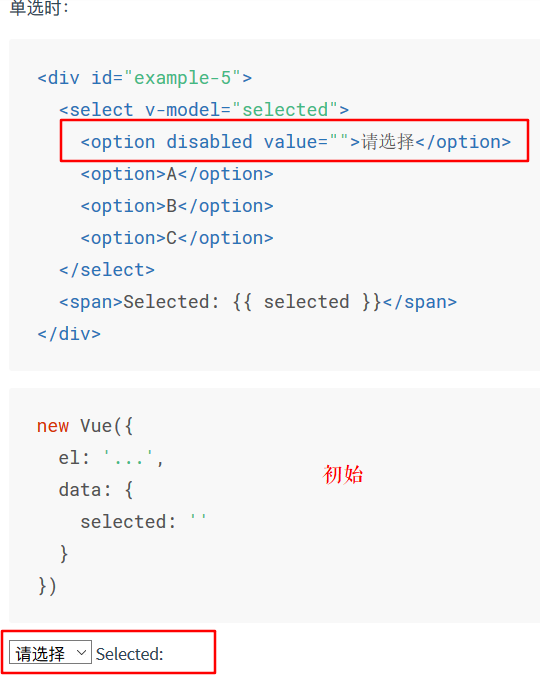 单选时：
<div id="example-5">
<select v-model="selected">
<option disabled value="">请选择</option>
<option>A</option>
<option>B</option>
<option>C</option>
</select>
<span>Selected: {{ selected }}</span>
</div>
new Vue({
el: '...',
data: {
初始
selected: ''
}
})
请选择 Selected: